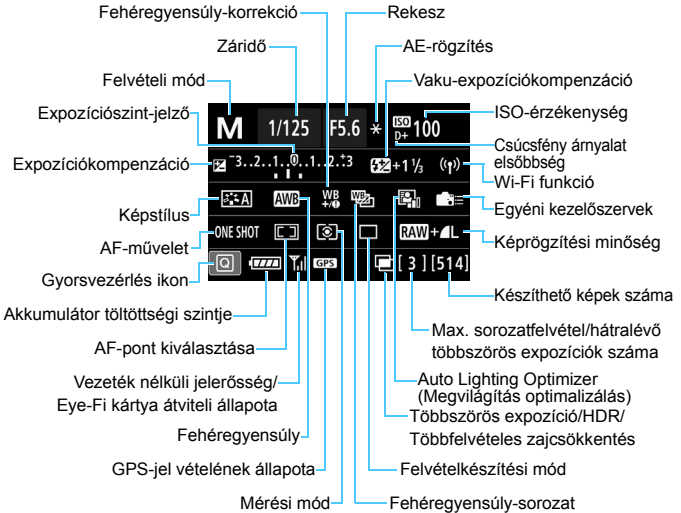 Fehéregyensúly-korrekció
Rekesz
Záridő
AE-rögzítés
Felvételi mód
Vaku-expozíciókompenzáció
Expozíciószint-jelző
ISO-érzékenység
M 1/125 F5.6 ISO D+ 100
Csúcsfény árnyalat
elsőbbség
Expozíciókompenzáció
-3..2..1..0..1..2..+3
+1 1/3
Wi-Fi funkció
A AWB WB +/- WB
Egyéni kezelőszervek
Képstílus
AF-művelet
ONE SHOT
RAW+L
Képrögzítési minőség
Gyorsvezérlés ikon
Q GPS [ 3 ] [514]
Készíthető képek száma
Akkumulátor töltöttségi szintje
Max. sorozatfelvétel/hátralévő
többszörös expozíciók száma
AF-pont kiválasztása
Vezeték nélküli jelerősség/
Eye-Fi kártya átviteli állapota
Auto Lighting Optimizer
(Megvilágítás optimalizálás)
Többszörös expozíció/HDR/
Többfelvételes zajcsökkentés
Fehéregyensúly
GPS-jel vételének állapota
Felvételkészítési mód
Mérési mód
Fehéregyensúly-sorozat